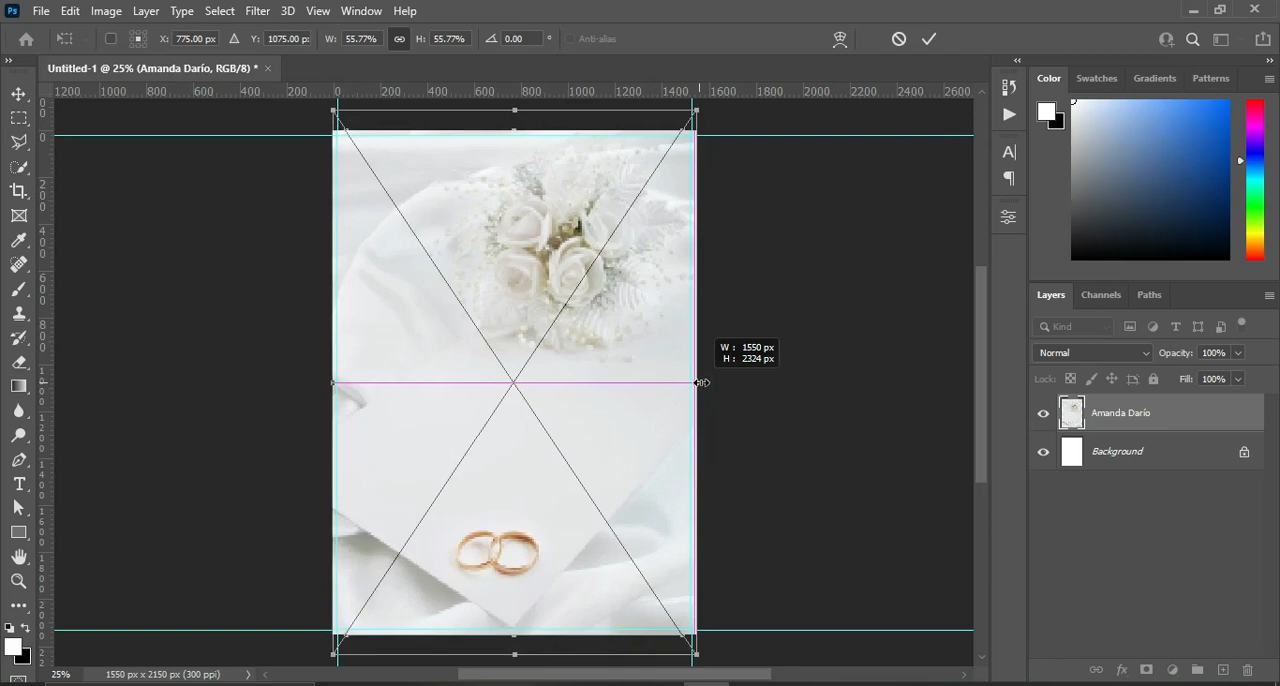 Ps File Edit Image Layer Type Select Filter 3D View Window Help
X: 775.00 px Y: 1075.00 px W: 55.77% H: 55.77% 0.00 ° Anti-alias
Untitled-1 @ 25% (Amanda Darío, RGB/8) * ×
1200 1000 800 600 400 200 0 200 400 600 800 1000 1200 1400 1600 1800 2000 2200 2400 2600
Color Swatches Gradients Patterns
W : 1550 px
H : 2324 px
Layers Channels Paths
Kind
Normal Opacity: 100%
Lock: Fill: 100%
Amanda Darío
Background
25% 1550 px x 2150 px (300 ppi)